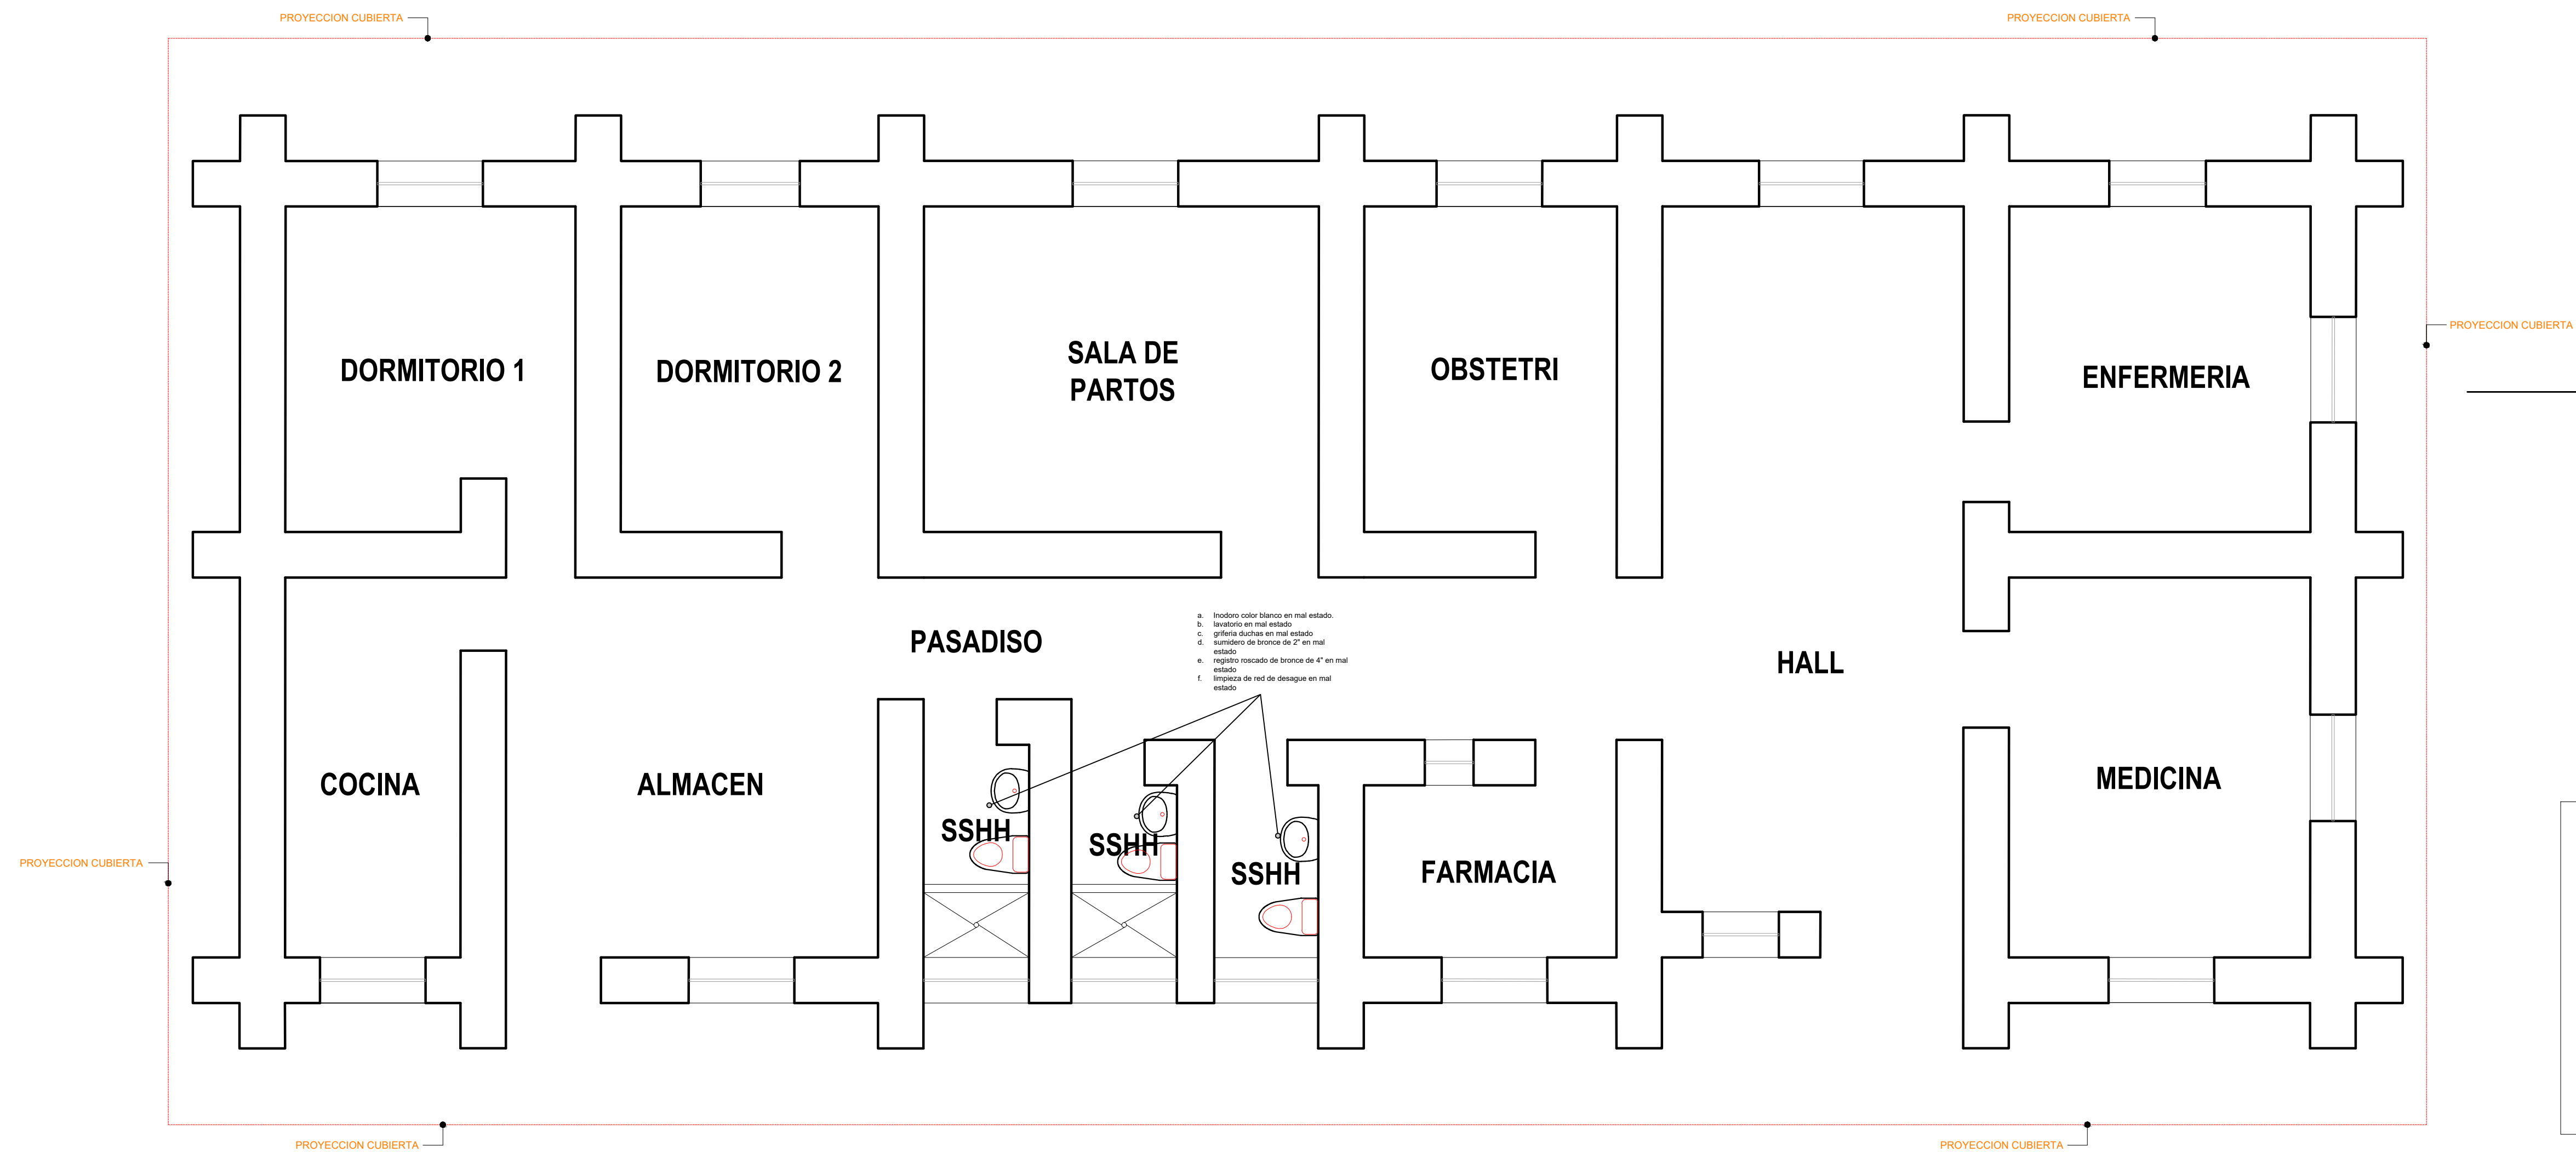 PROYECCION CUBIERTA
PROYECCION CUBIERTA
PROYECCION CUBIERTA
DORMITORIO 1
DORMITORIO 2
SALA DE
PARTOS
OBSTETRI
ENFERMERIA
PASADISO
a. Inodoro color blanco en mal estado.
b. lavatorio en mal estado
c. griferia duchas en mal estado
d. sumidero de bronce de 2" en mal
estado
e. registro roscado de bronce de 4" en mal
estado
f. limpieza de red de desague en mal
estado
HALL
COCINA
ALMACEN
SSHH
SSHH
SSHH
FARMACIA
MEDICINA
PROYECCION CUBIERTA
PROYECCION CUBIERTA
PROYECCION CUBIERTA